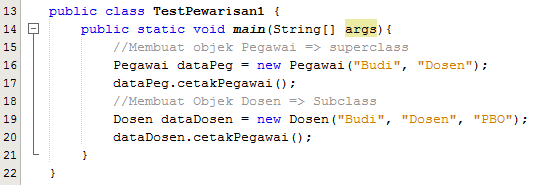 13 public class TestPewarisan1 {
14 public static void main(String[] args){
15 //Membuat objek Pegawai => superclass
16 Pegawai dataPeg = new Pegawai("Budi", "Dosen");
17 dataPeg.cetakPegawai();
18 //Membuat Objek Dosen => Subclass
19 Dosen dataDosen = new Dosen("Budi", "Dosen", "PBO");
20 dataDosen.cetakPegawai();
21 }
22 }